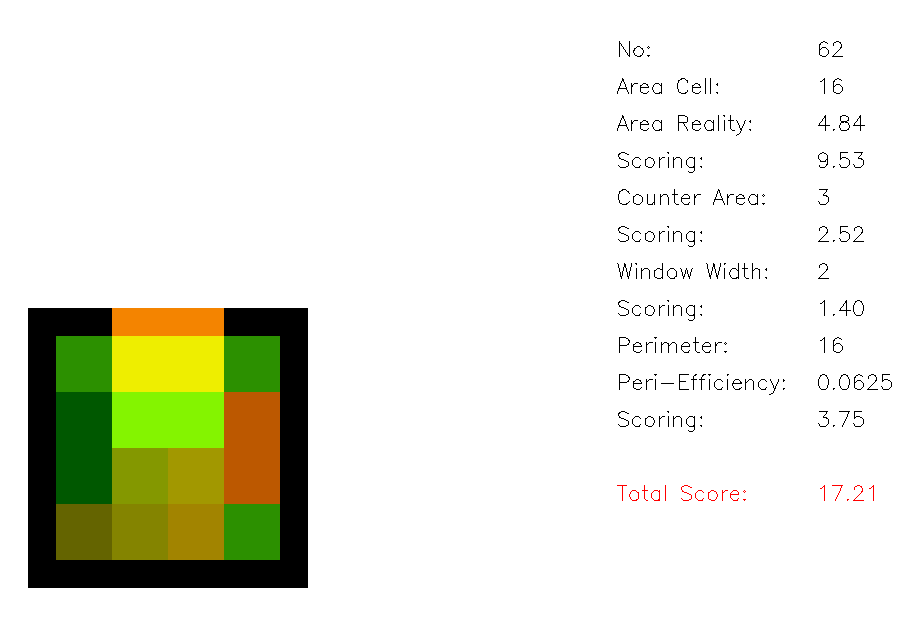 No: 62
Area Cell: 16
Area Reality: 4.84
Scoring: 9.53
Counter Area: 3
Scoring: 2.52
Window Width: 2
Scoring: 1.40
Perimeter: 16
Peri-Efficiency: 0.0625
Scoring: 3.75
Total Score: 17.21